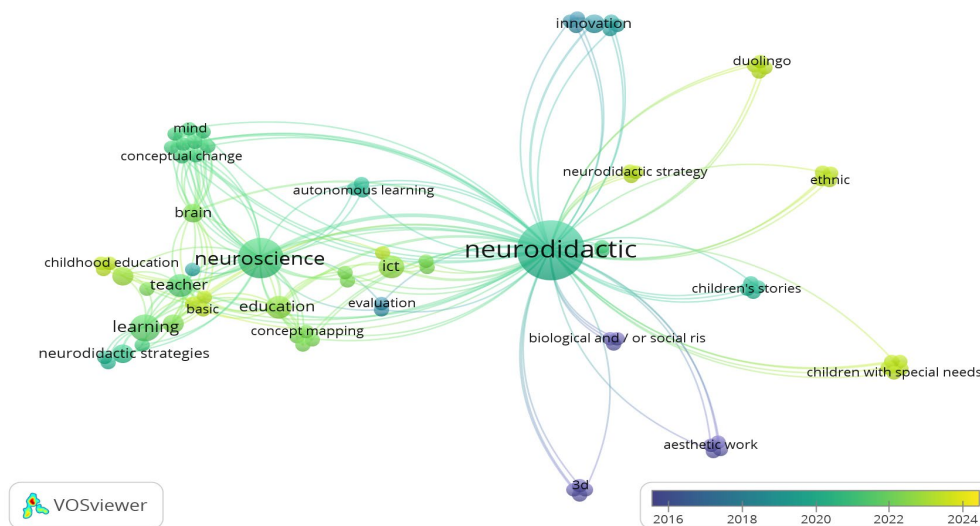 innovation
duolingo
mind
conceptual change
neurodidactic strategy
ethnic
autonomous learning
brain
neurodidactic
neuroscience
childhood education
ict
teacher
children's stories
basic
education
evaluation
learning
concept mapping
biological and / or social ris
neurodidactic strategies
children with special needs
aesthetic work
3d
VOSviewer
2016 2018 2020 2022 2024